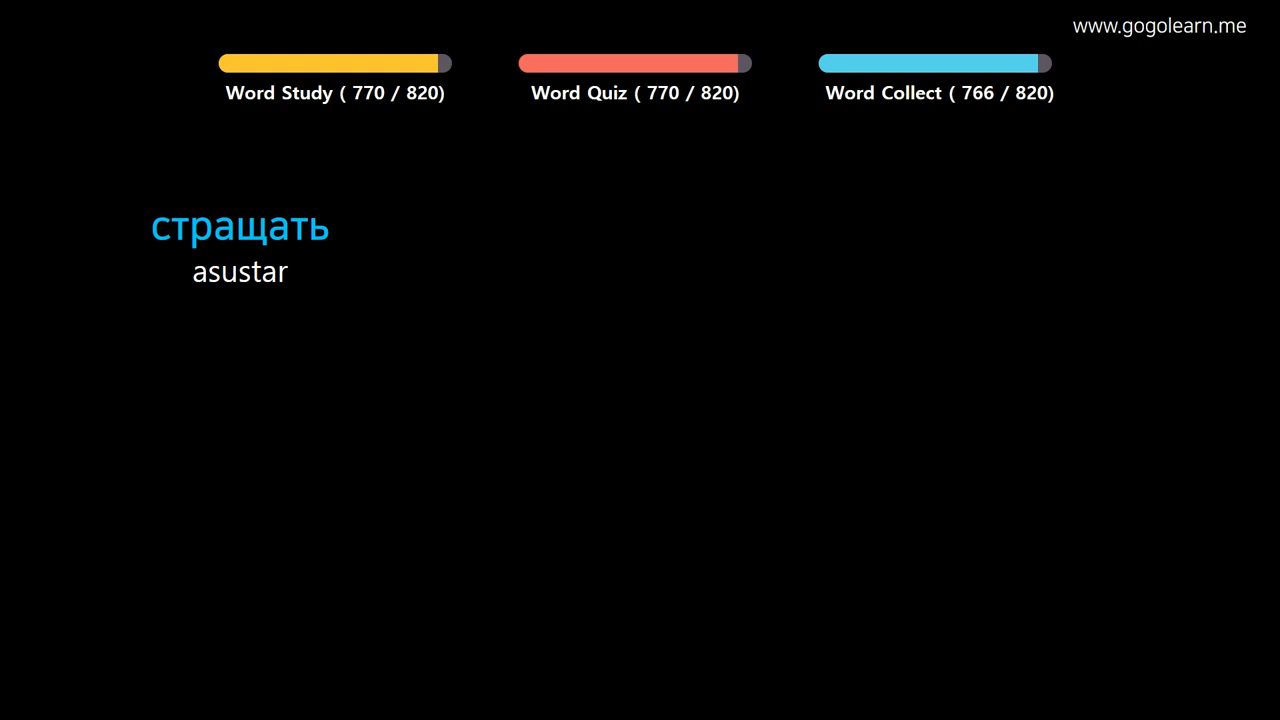 www.gogolearn.me
Word Study ( 770 / 820)
Word Quiz ( 770 / 820)
Word Collect ( 766 / 820)
стращать
asustar